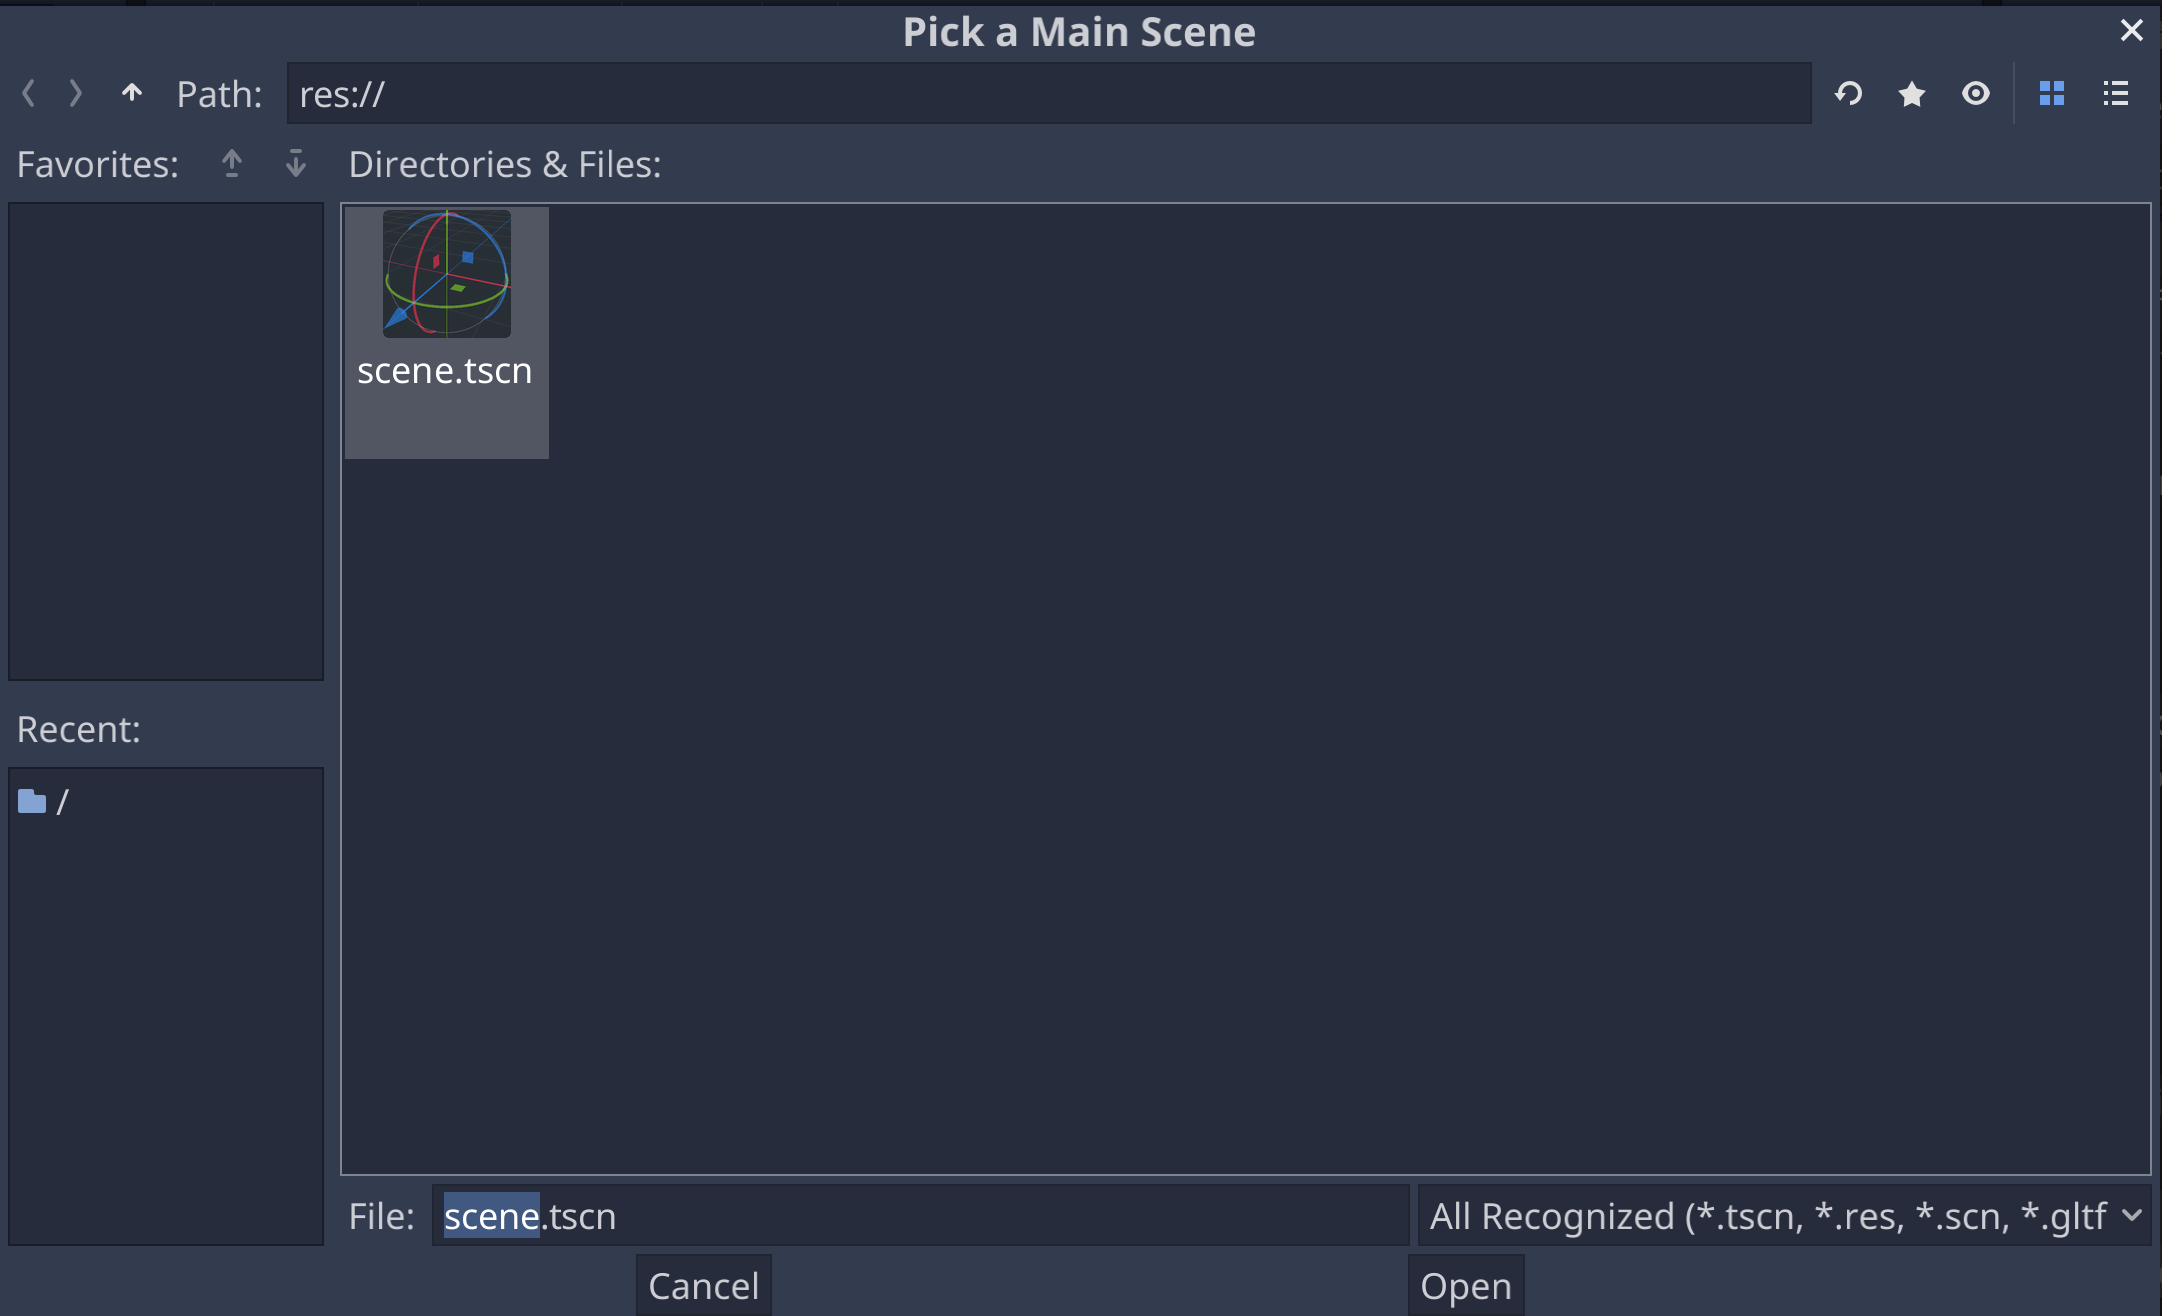 Pick a Main Scene
Path: res://
Favorites:
Directories & Files:
scene.tscn
Recent:
/
File: scene.tscn
All Recognized (*.tscn, *.res, *.scn, *.gltf
Cancel
Open